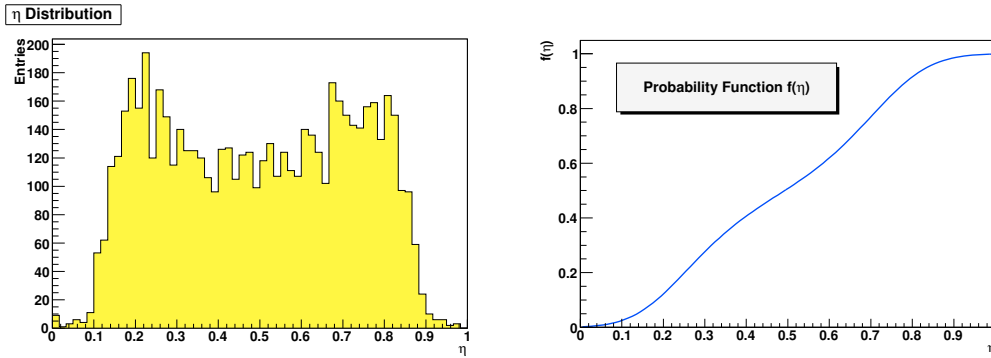 η Distribution
Entries
200
180
160
140
120
100
80
60
40
20
0
0 0.1 0.2 0.3 0.4 0.5 0.6 0.7 0.8 0.9 1
η
f(η)
Probability Function f(η)
1
0.8
0.6
0.4
0.2
0
0 0.1 0.2 0.3 0.4 0.5 0.6 0.7 0.8 0.9
η